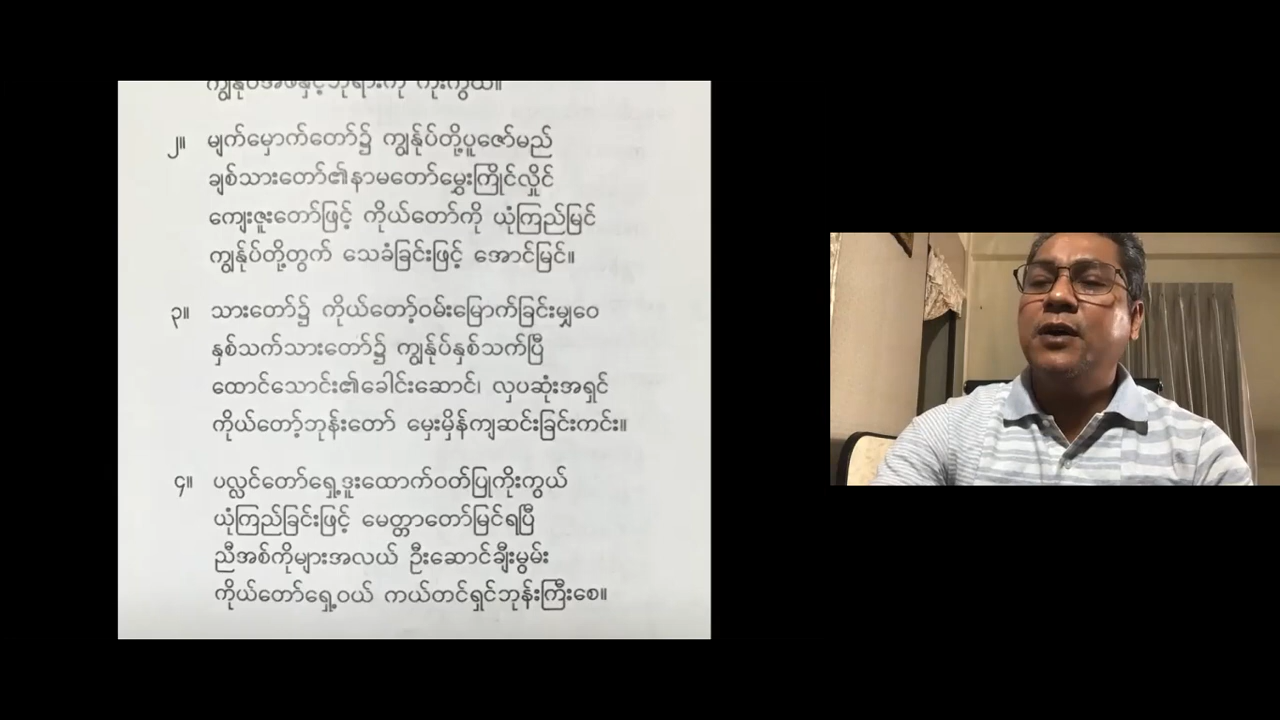 ၂။ မျက်မှောက်တော်၌ ကျွန်ုပ်တို့ပူဇော်မည်
ချစ်သားတော်၏နာမတော်မွှေးကြိုင်လှိုင်
ကျေးဇူးတော်ဖြင့် ကိုယ်တော်ကို ယုံကြည်မြင်
ကျွန်ုပ်တို့တွက် သေခံခြင်းဖြင့် အောင်မြင်။
၃။ သားတော်၌ ကိုယ်တော့်ဝမ်းမြောက်ခြင်းမျှဝေ
နှစ်သက်သားတော်၌ ကျွန်ုပ်နှစ်သက်ပြီ
ထောင်သောင်း၏ခေါင်းဆောင်၊ လှပဆုံးအရှင်
ကိုယ်တော့်ဘုန်းတော် မှေးမှိန်ကျဆင်းခြင်းကင်း။
၄။ ပလ္လင်တော်ရှေ့ဒူးထောက်ဝတ်ပြုကိုးကွယ်
ယုံကြည်ခြင်းဖြင့် မေတ္တာတော်မြင်ရပြီ
ညီအစ်ကိုများအလယ် ဦးဆောင်ချီးမွမ်း
ကိုယ်တော်ရှေ့ဝယ် ကယ်တင်ရှင်ဘုန်းကြီးစေ။